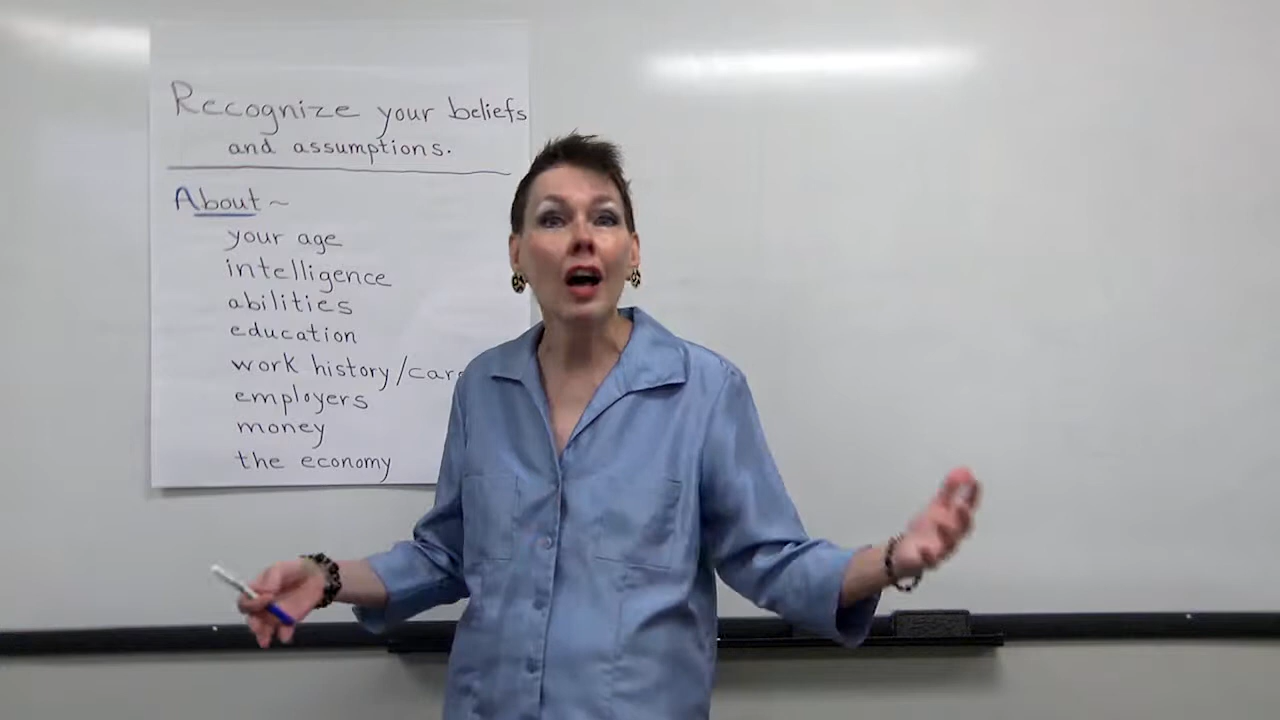 Recognize your beliefs
and assumptions.
About ~
your age
intelligence
abilities
education
work history/
employers
money
the economy